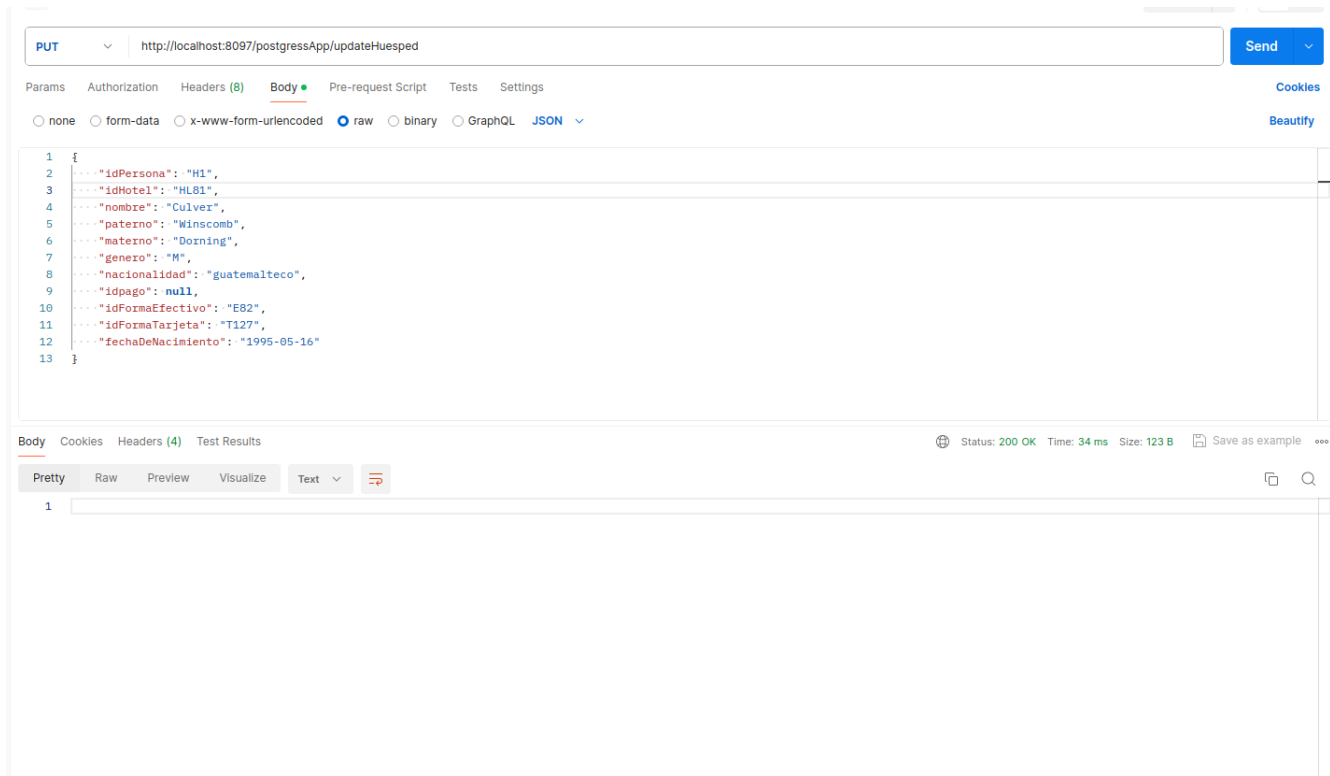 PUT http://localhost:8097/postgressApp/updateHuesped Send
Params Authorization Headers (8) Body Pre-request Script Tests Settings Cookies
none form-data x-www-form-urlencoded raw binary GraphQL JSON Beautify
1 {
2 "idPersona": "H1",
3 "idHotel": "HL81",
4 "nombre": "Culver",
5 "paterno": "Winscomb",
6 "materno": "Dorning",
7 "genero": "M",
8 "nacionalidad": "guatemalteco",
9 "idpago": null,
10 "idFormaEfectivo": "E82",
11 "idFormaTarjeta": "T127",
12 "fechaDeNacimiento": "1995-05-16"
13 }
Body Cookies Headers (4) Test Results Status: 200 OK Time: 34 ms Size: 123 B Save as example
Pretty Raw Preview Visualize Text
1